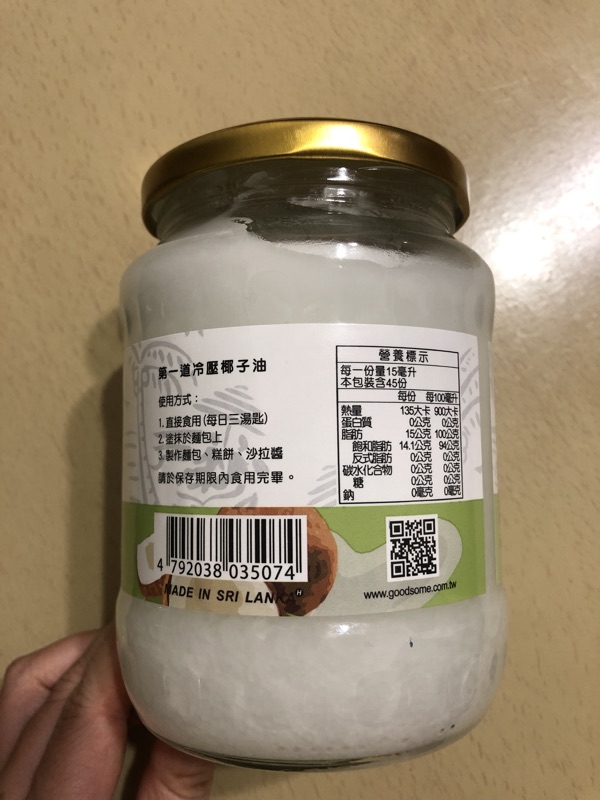 第一道冷壓椰子油
使用方式：
1.直接食用(每日三湯匙)
2.塗抹於麵包上
3.製作麵包、糕餅、沙拉醬
請於保存期限內食用完畢。
營養標示
每一份量15毫升
本包裝含45份
每份 每100毫升
熱量 135大卡 900大卡
蛋白質 0公克 0公克
脂肪 15公克 100公克
飽和脂肪 14.1公克 94公克
反式脂肪 0公克 0公克
碳水化合物 0公克 0公克
糖 0公克 0公克
鈉 0毫克 0毫克
4 792038 035074
MADE IN SRI LANKA
H
www.goodsome.com.tw